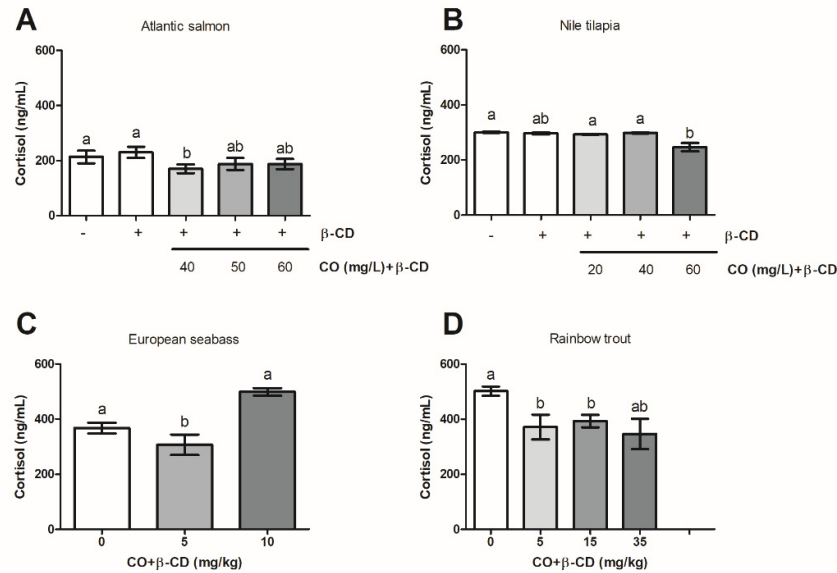 A
Atlantic salmon
Cortisol (ng/mL)
600
400
200
0
a
a
b
ab
ab
- + + + + β-CD
40 50 60 CO (mg/L)+β-CD
B
Nile tilapia
Cortisol (ng/mL)
600
400
200
0
a
ab
a
a
b
- + + + + β-CD
20 40 60 CO (mg/L)+β-CD
C
European seabass
Cortisol (ng/mL)
600
400
200
0
a
b
a
0 5 10
CO+β-CD (mg/kg)
D
Rainbow trout
Cortisol (ng/mL)
600
400
200
0
a
b
b
ab
0 5 15 35
CO+β-CD (mg/kg)